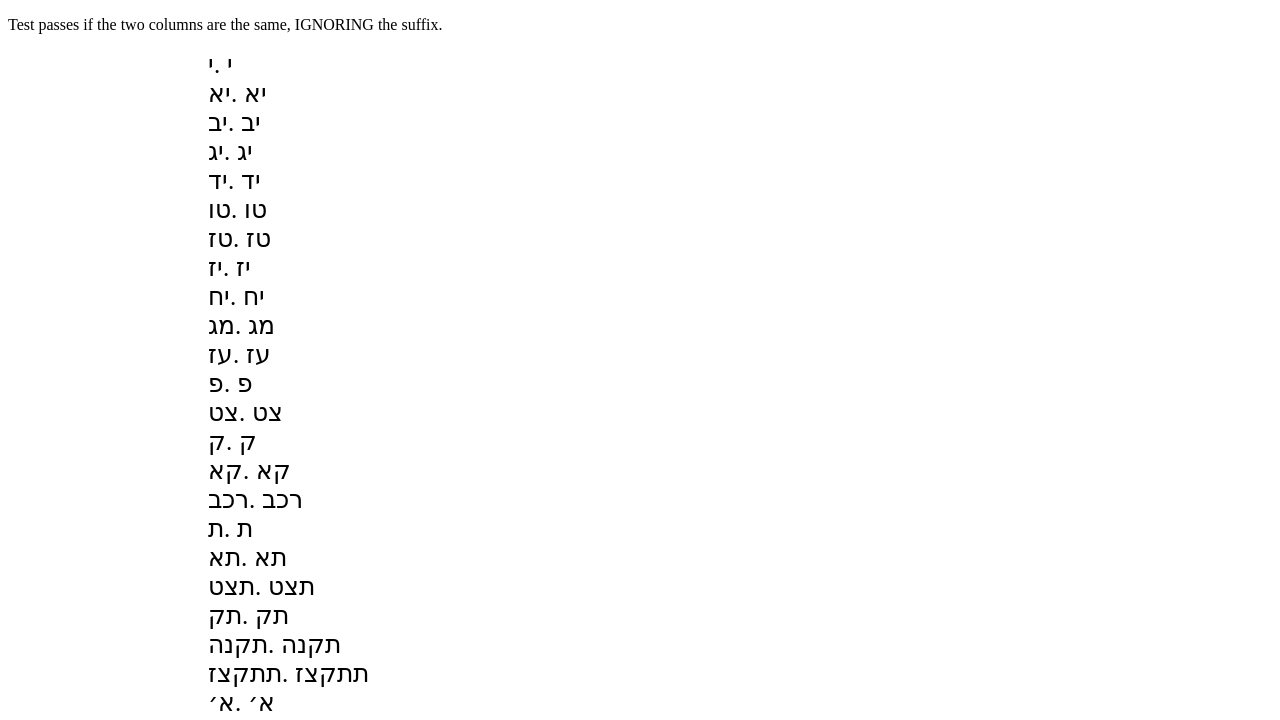 Test passes if the two columns are the same, IGNORING the suffix.
י. י
יא. יא
יב. יב
יג. יג
יד. יד
טו. טו
טז. טז
יז. יז
יח. יח
מג. מג
עז. עז
פ. פ
צט. צט
ק. ק
קא. קא
רכב. רכב
ת. ת
תא. תא
תצט. תצט
תק. תק
תקנה. תקנה
תתקצז. תתקצז
א׳. א׳